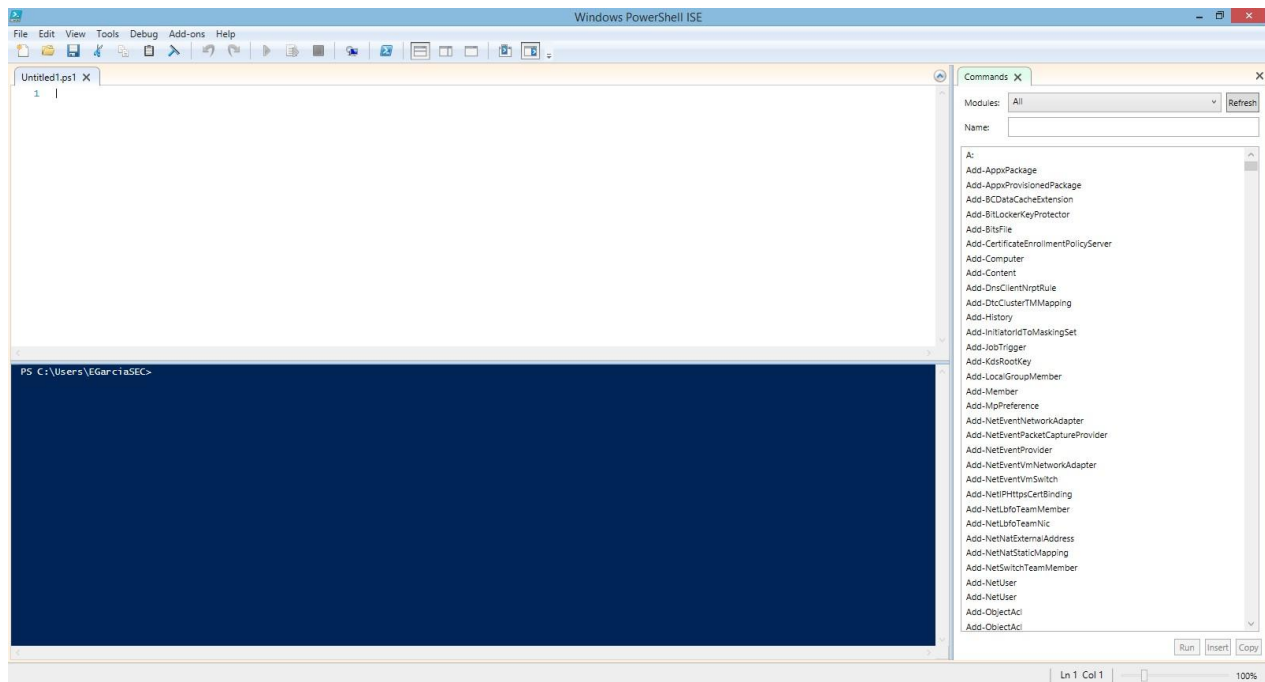 Windows PowerShell ISE
File Edit View Tools Debug Add-ons Help
Untitled1.ps1
1
PS C:\Users\EGarciaSEC>
Commands
Modules: All Refresh
Name:
A:
Add-AppxPackage
Add-AppxProvisionedPackage
Add-BCDataCacheExtension
Add-BitLockerKeyProtector
Add-BitsFile
Add-CertificateEnrollmentPolicyServer
Add-Computer
Add-Content
Add-DnsClientNrptRule
Add-DtcClusterTMMapping
Add-History
Add-InitiatorIdToMaskingSet
Add-JobTrigger
Add-KdsRootKey
Add-LocalGroupMember
Add-Member
Add-MpPreference
Add-NetEventNetworkAdapter
Add-NetEventPacketCaptureProvider
Add-NetEventProvider
Add-NetEventVmNetworkAdapter
Add-NetEventVmSwitch
Add-NetIPHttpsCertBinding
Add-NetLbfoTeamMember
Add-NetLbfoTeamNic
Add-NetNatExternalAddress
Add-NetNatStaticMapping
Add-NetSwitchTeamMember
Add-NetUser
Add-NetUser
Add-ObjectAcl
Add-ObjectAcl
Run Insert Copy
Ln 1 Col 1 100%